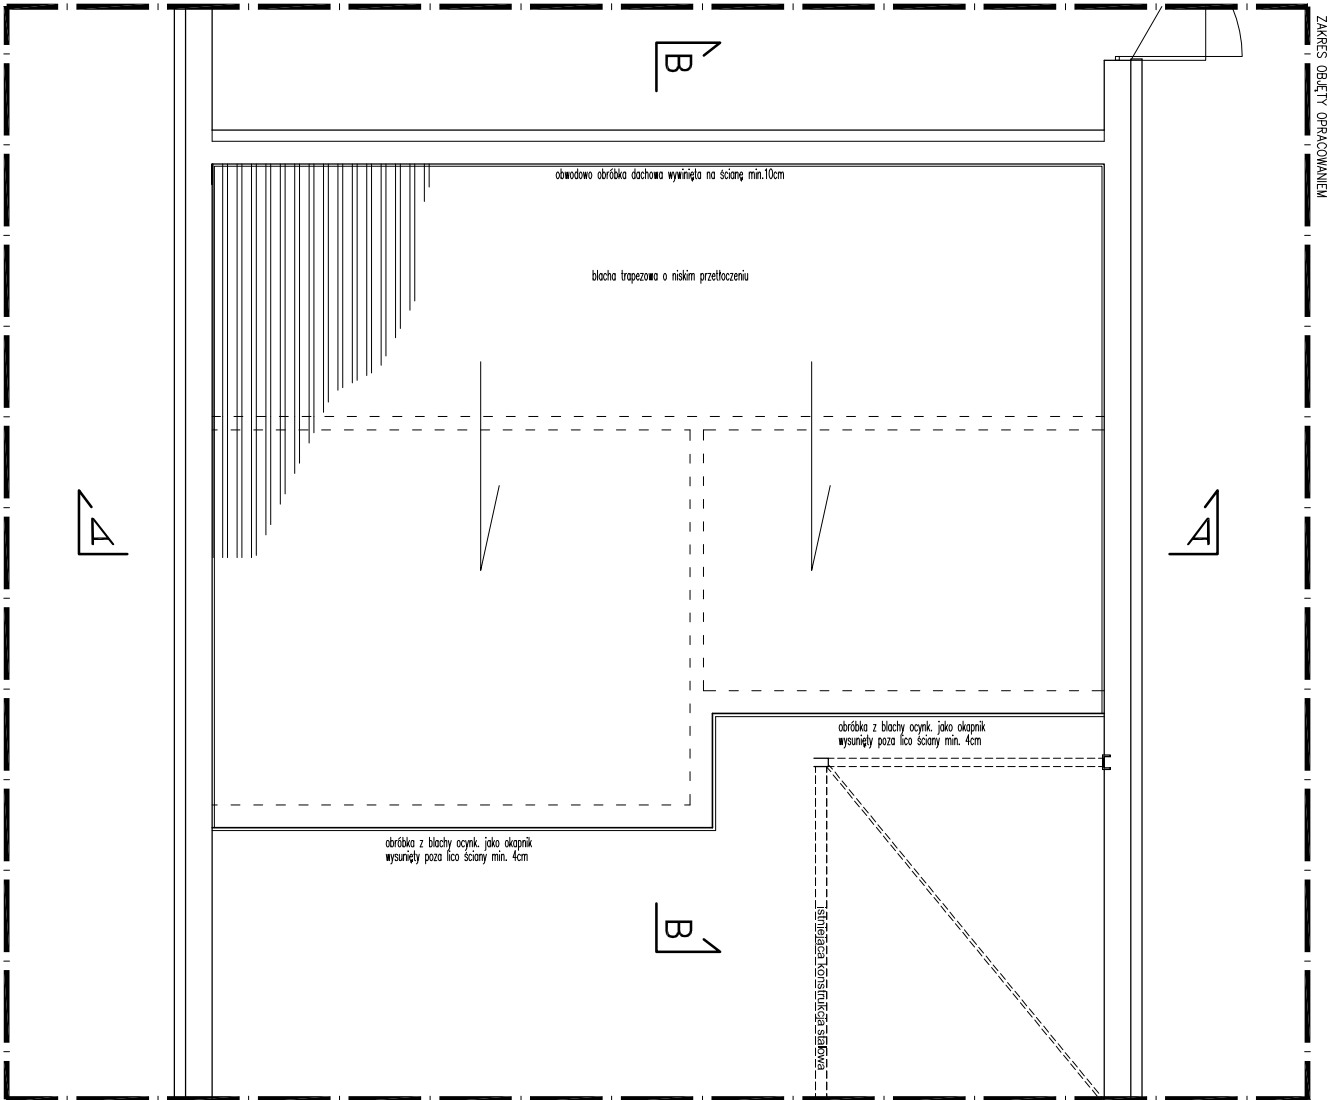 ZAKRES OBJĘTY OPRACOWANIEM
B
obwodowo obróbka dachowa wywinięta na ścianę min.10cm
blacha trapezowa o niskim przetłoczeniu
A
A
obróbka z blachy ocynk. jako okapnik
wysunięty poza lico ściany min. 4cm
obróbka z blachy ocynk. jako okapnik
wysunięty poza lico ściany min. 4cm
B
istniejąca konstrukcja stalowa